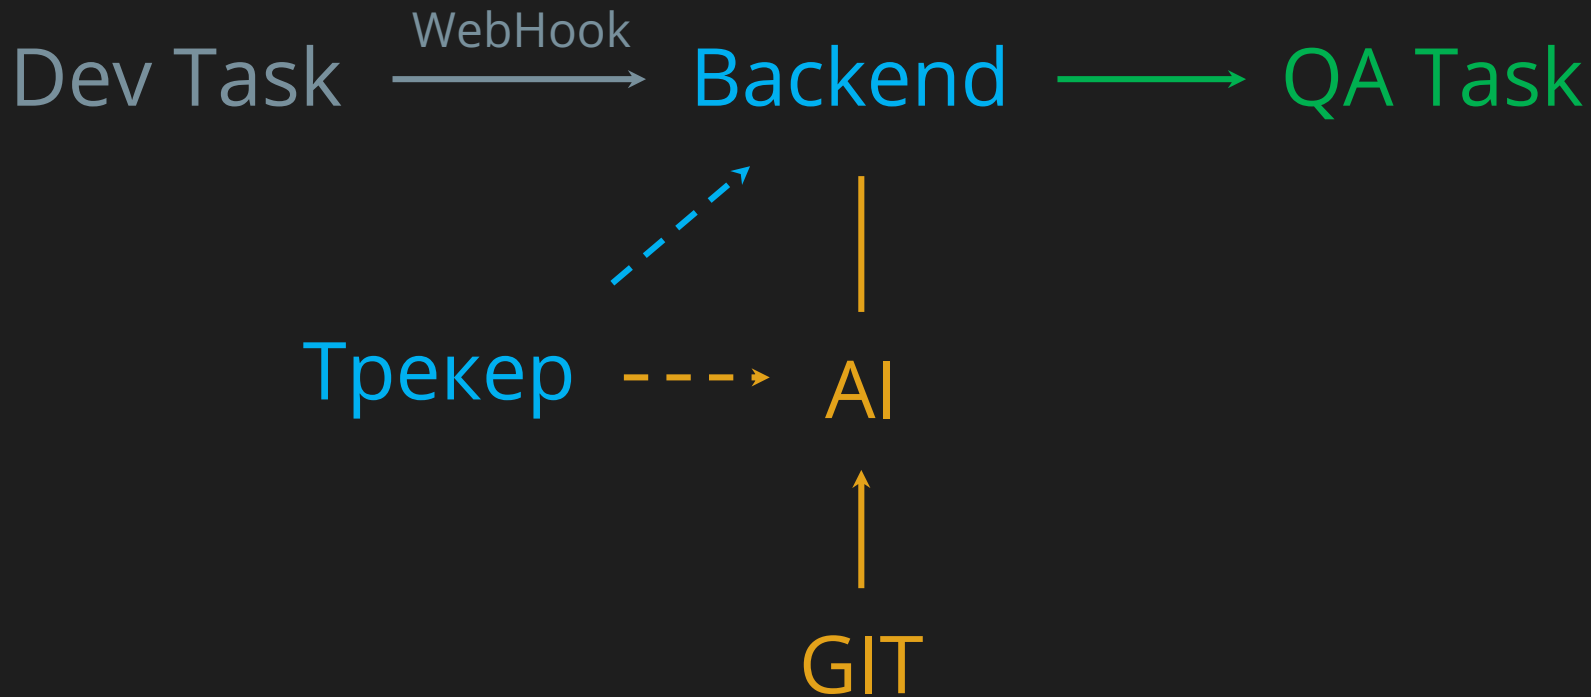 WebHook
Dev Task
Backend
QA Task
Трекер
AI
GIT